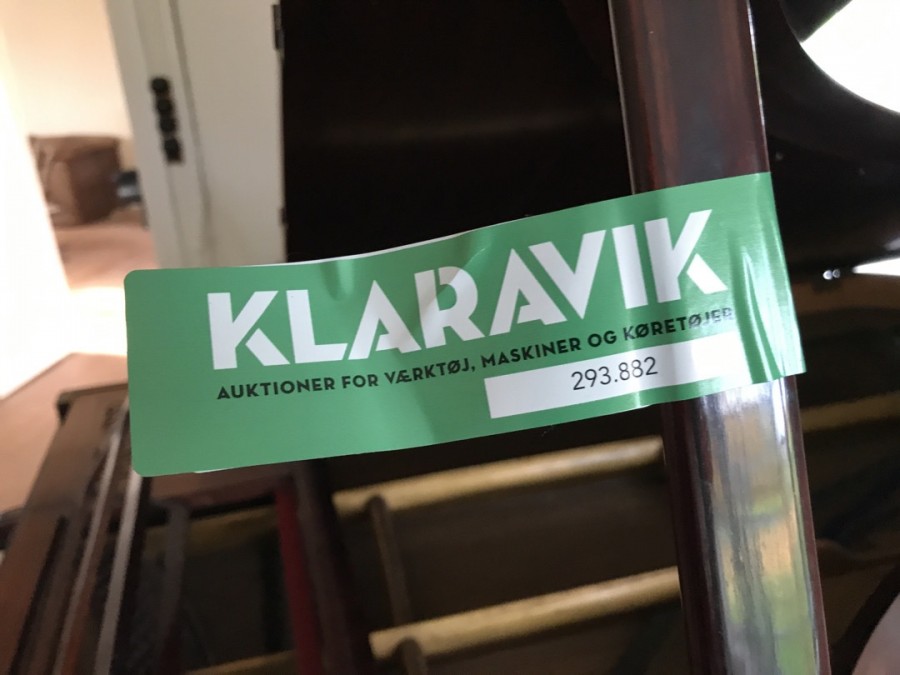 KLARAVIK
AUKTIONER FOR VÆRKTØJ, MASKINER OG KØRETØJER
293.882